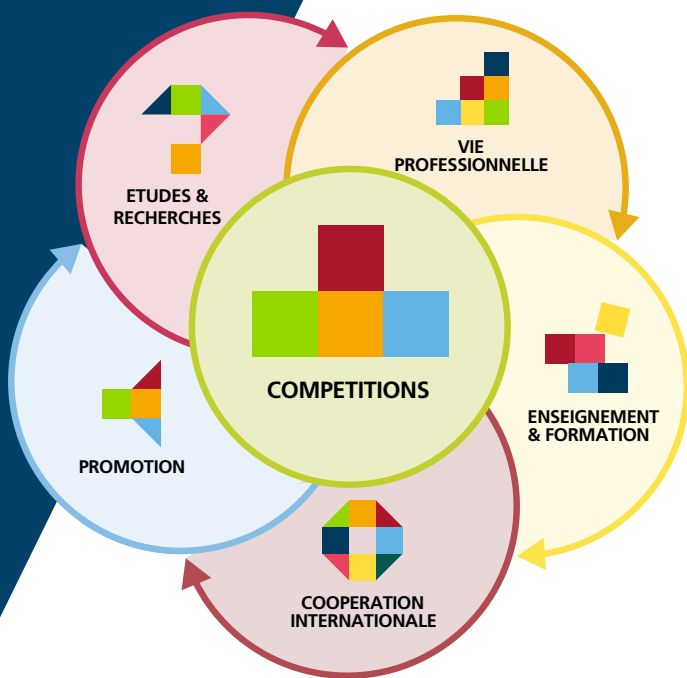 ETUDES &
RECHERCHES
VIE
PROFESSIONNELLE
COMPETITIONS
ENSEIGNEMENT
& FORMATION
PROMOTION
COOPERATION
INTERNATIONALE